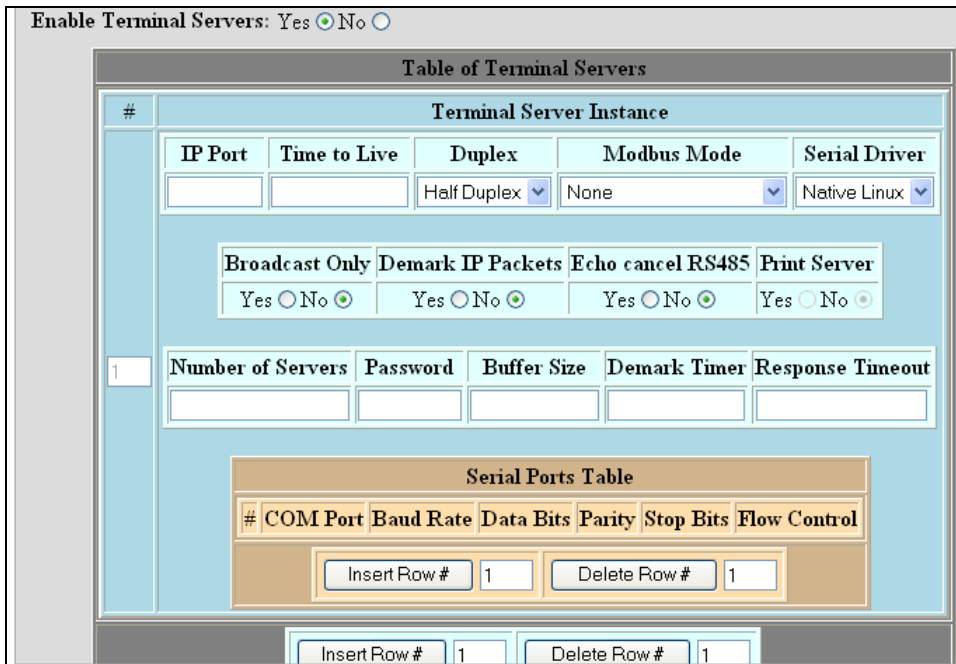 Enable Terminal Servers: Yes No
Table of Terminal Servers
# Terminal Server Instance
IP Port Time to Live Duplex Modbus Mode Serial Driver
Half Duplex None Native Linux
Broadcast Only Demark IP Packets Echo cancel RS485 Print Server
Yes No Yes No Yes No Yes No
1
Number of Servers Password Buffer Size Demark Timer Response Timeout
Serial Ports Table
# COM Port Baud Rate Data Bits Parity Stop Bits Flow Control
Insert Row # 1 Delete Row # 1
Insert Row # 1 Delete Row # 1